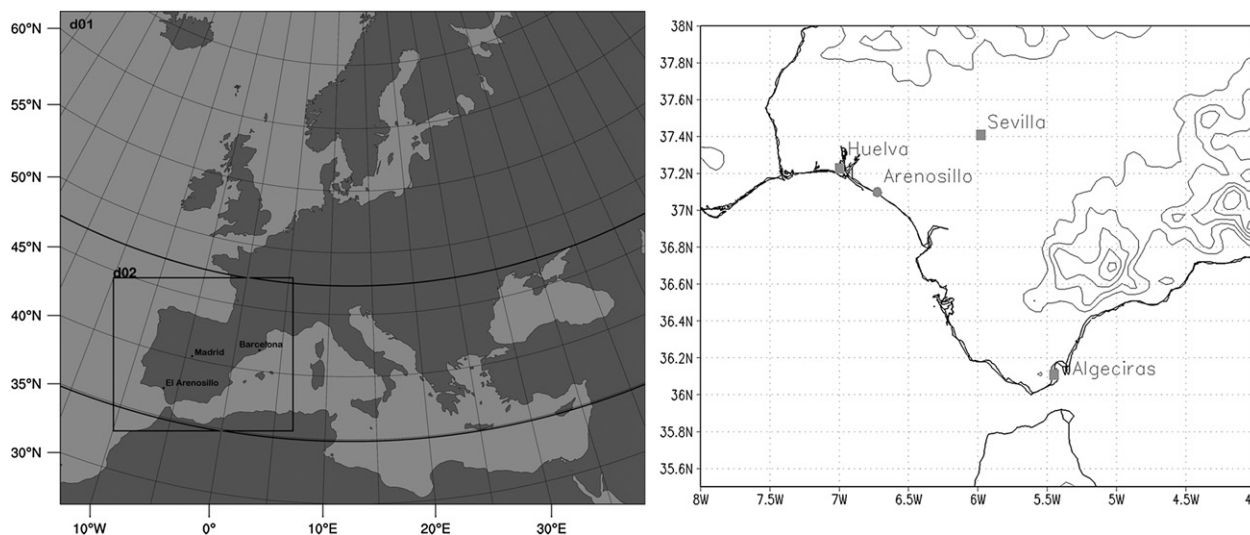 d01
60°N
55°N
50°N
45°N
40°N
35°N
30°N
d02
Barcelona
Madrid
El Arenosillo
10°W
0°
10°E
20°E
30°E
38N
37.8N
37.6N
37.4N
37.2N
37N
36.8N
36.6N
36.4N
36.2N
36N
35.8N
35.6N
Sevilla
Huelva
Arenosillo
Algeciras
8W
7.5W
7W
6.5W
6W
5.5W
5W
4.5W